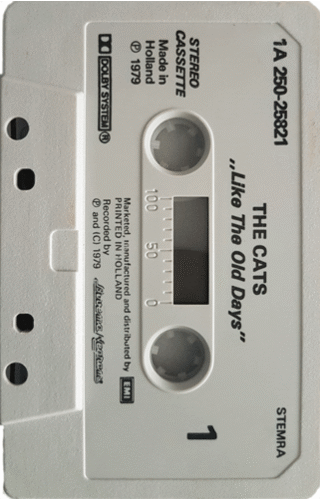 1A 250-25821
THE CATS
„Like The Old Days”
STEMRA
STEREO
CASSETTE
Made in
Holland
℗ 1979
DOLBY SYSTEM ®
100 50 0
1
Marketed, manufactured and distributed by EMI
PRINTED IN HOLLAND
Recorded by
℗ and (C) 1979